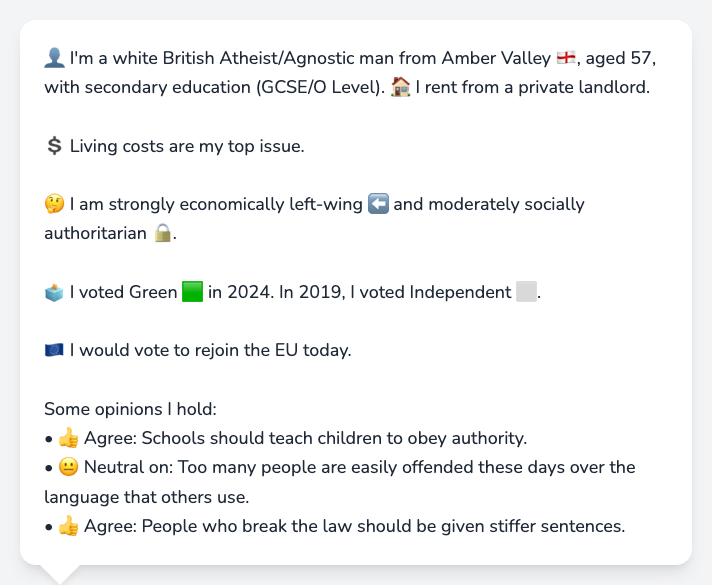 👤 I'm a white British Atheist/Agnostic man from Amber Valley 🏴󠁧󠁢󠁥󠁮󠁧󠁿, aged 57,
with secondary education (GCSE/O Level). 🏠 I rent from a private landlord.
💲 Living costs are my top issue.
🤔 I am strongly economically left-wing ⬅️ and moderately socially
authoritarian 🔒.
🗳️ I voted Green 🟩 in 2024. In 2019, I voted Independent ⬜.
🇪🇺 I would vote to rejoin the EU today.
Some opinions I hold:
• 👍 Agree: Schools should teach children to obey authority.
• 😐 Neutral on: Too many people are easily offended these days over the
language that others use.
• 👍 Agree: People who break the law should be given stiffer sentences.